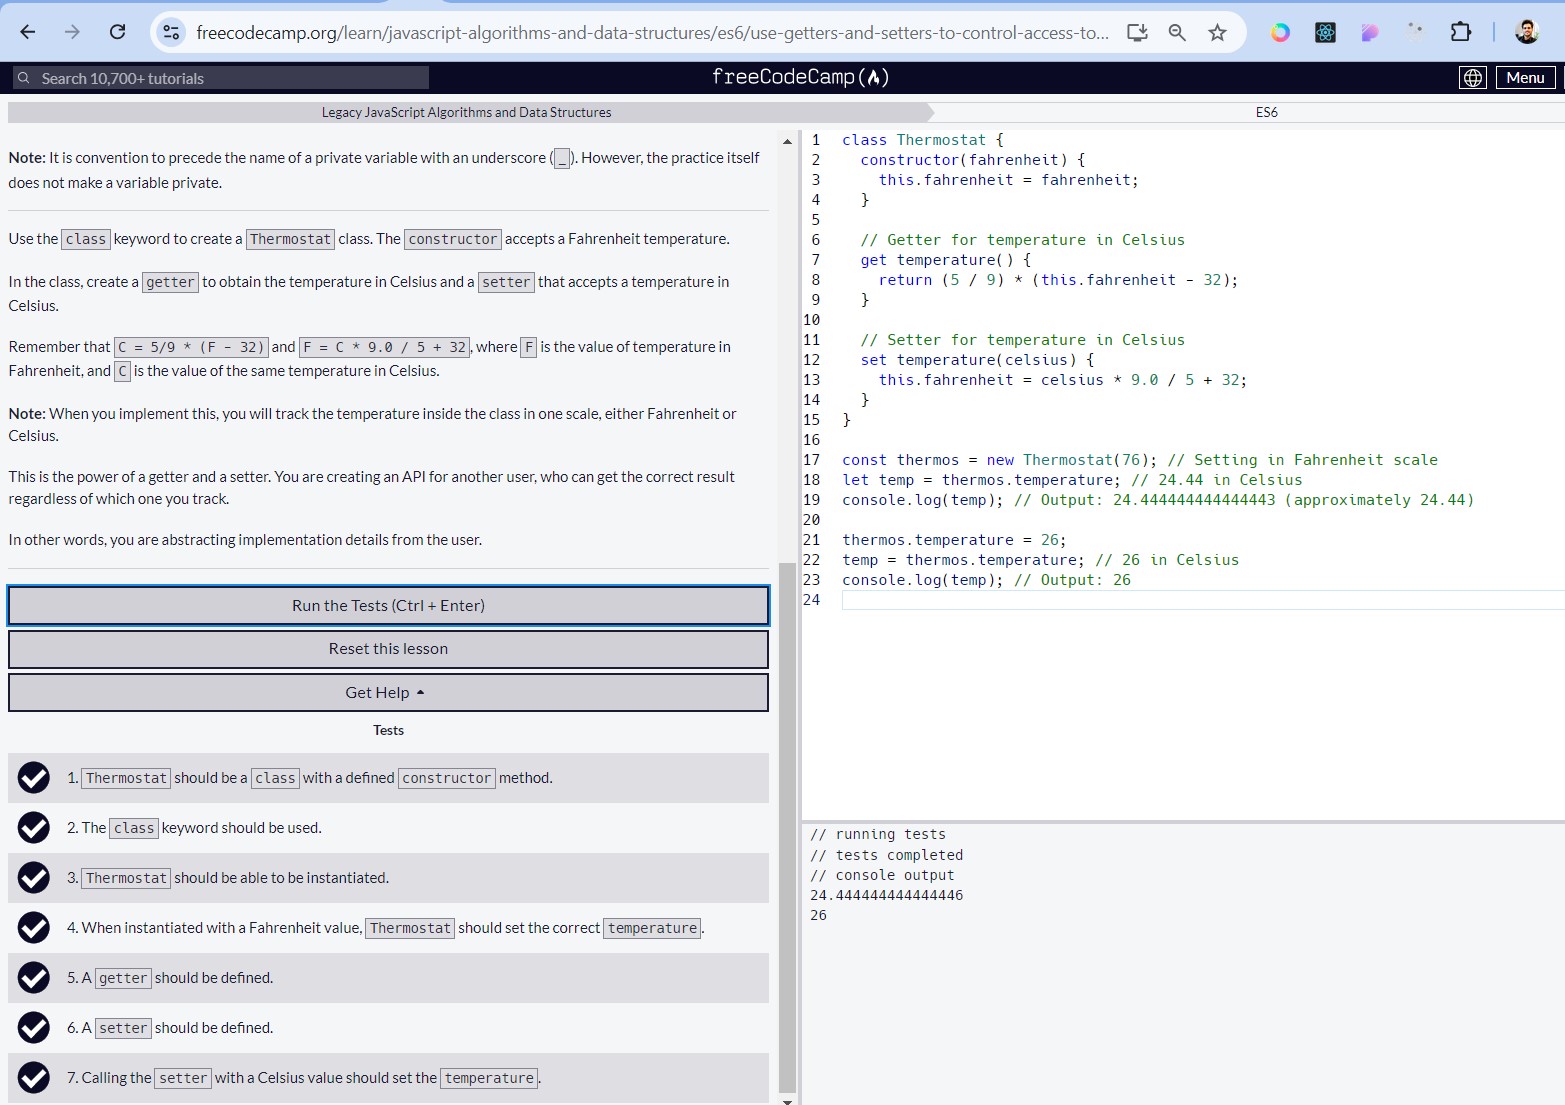 freecodecamp.org/learn/javascript-algorithms-and-data-structures/es6/use-getters-and-setters-to-control-access-to...
Search 10,700+ tutorials
freeCodeCamp
Menu
Legacy JavaScript Algorithms and Data Structures
ES6
Note: It is convention to precede the name of a private variable with an underscore (_). However, the practice itself
does not make a variable private.
Use the class keyword to create a Thermostat class. The constructor accepts a Fahrenheit temperature.
In the class, create a getter to obtain the temperature in Celsius and a setter that accepts a temperature in
Celsius.
Remember that C = 5/9 * (F - 32) and F = C * 9.0 / 5 + 32, where F is the value of temperature in
Fahrenheit, and C is the value of the same temperature in Celsius.
Note: When you implement this, you will track the temperature inside the class in one scale, either Fahrenheit or
Celsius.
This is the power of a getter and a setter. You are creating an API for another user, who can get the correct result
regardless of which one you track.
In other words, you are abstracting implementation details from the user.
Run the Tests (Ctrl + Enter)
Reset this lesson
Get Help
Tests
1. Thermostat should be a class with a defined constructor method.
2. The class keyword should be used.
3. Thermostat should be able to be instantiated.
4. When instantiated with a Fahrenheit value, Thermostat should set the correct temperature.
5. A getter should be defined.
6. A setter should be defined.
7. Calling the setter with a Celsius value should set the temperature.
1 class Thermostat {
2 constructor(fahrenheit) {
3 this.fahrenheit = fahrenheit;
4 }
5
6 // Getter for temperature in Celsius
7 get temperature() {
8 return (5 / 9) * (this.fahrenheit - 32);
9 }
10
11 // Setter for temperature in Celsius
12 set temperature(celsius) {
13 this.fahrenheit = celsius * 9.0 / 5 + 32;
14 }
15 }
16
17 const thermos = new Thermostat(76); // Setting in Fahrenheit scale
18 let temp = thermos.temperature; // 24.44 in Celsius
19 console.log(temp); // Output: 24.444444444444443 (approximately 24.44)
20
21 thermos.temperature = 26;
22 temp = thermos.temperature; // 26 in Celsius
23 console.log(temp); // Output: 26
24
// running tests
// tests completed
// console output
24.444444444444446
26